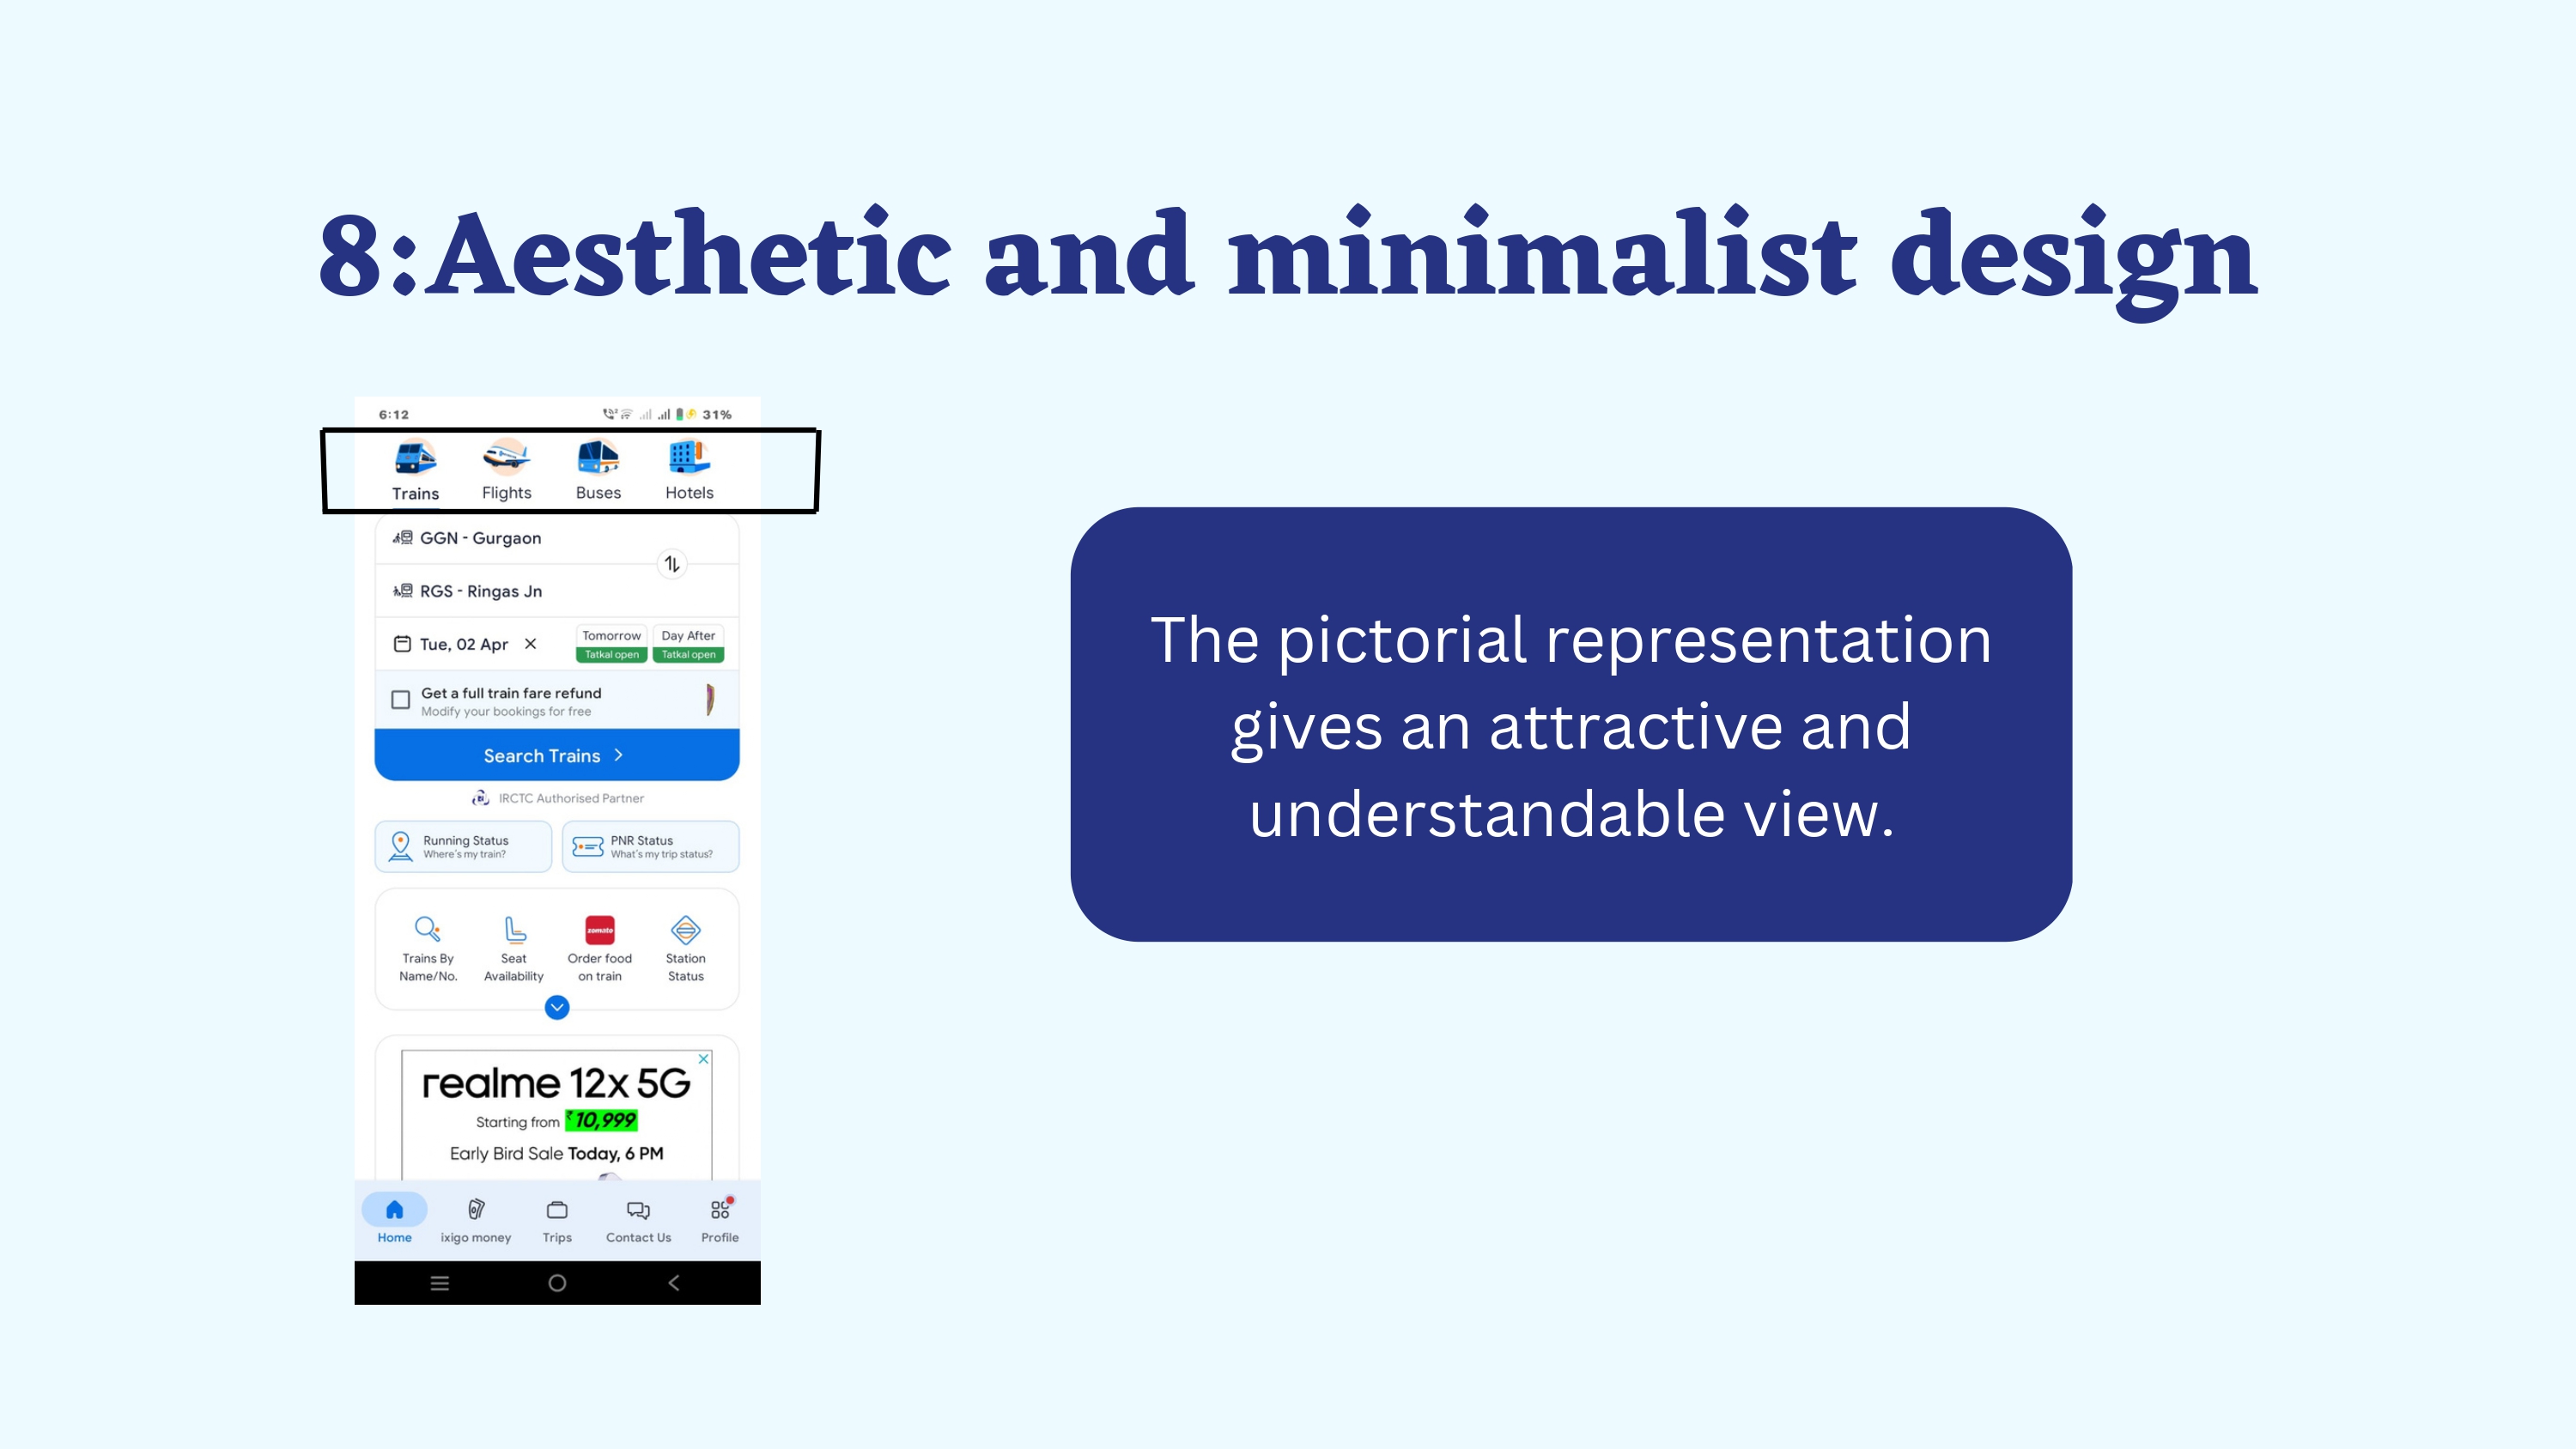 8:Aesthetic and minimalist design
6:12
31%
Trains Flights Buses Hotels
GGN - Gurgaon
RGS - Ringas Jn
Tue, 02 Apr
Tomorrow
Tatkal open
Day After
Tatkal open
Get a full train fare refund
Modify your bookings for free
Search Trains
IRCTC Authorised Partner
Running Status
Where's my train?
PNR Status
What's my trip status?
Trains By
Name/No.
Seat
Availability
zomato
Order food
on train
Station
Status
realme 12x 5G
Starting from ₹10,999
Early Bird Sale Today, 6 PM
Home ixigo money Trips Contact Us Profile
The pictorial representation
gives an attractive and
understandable view.